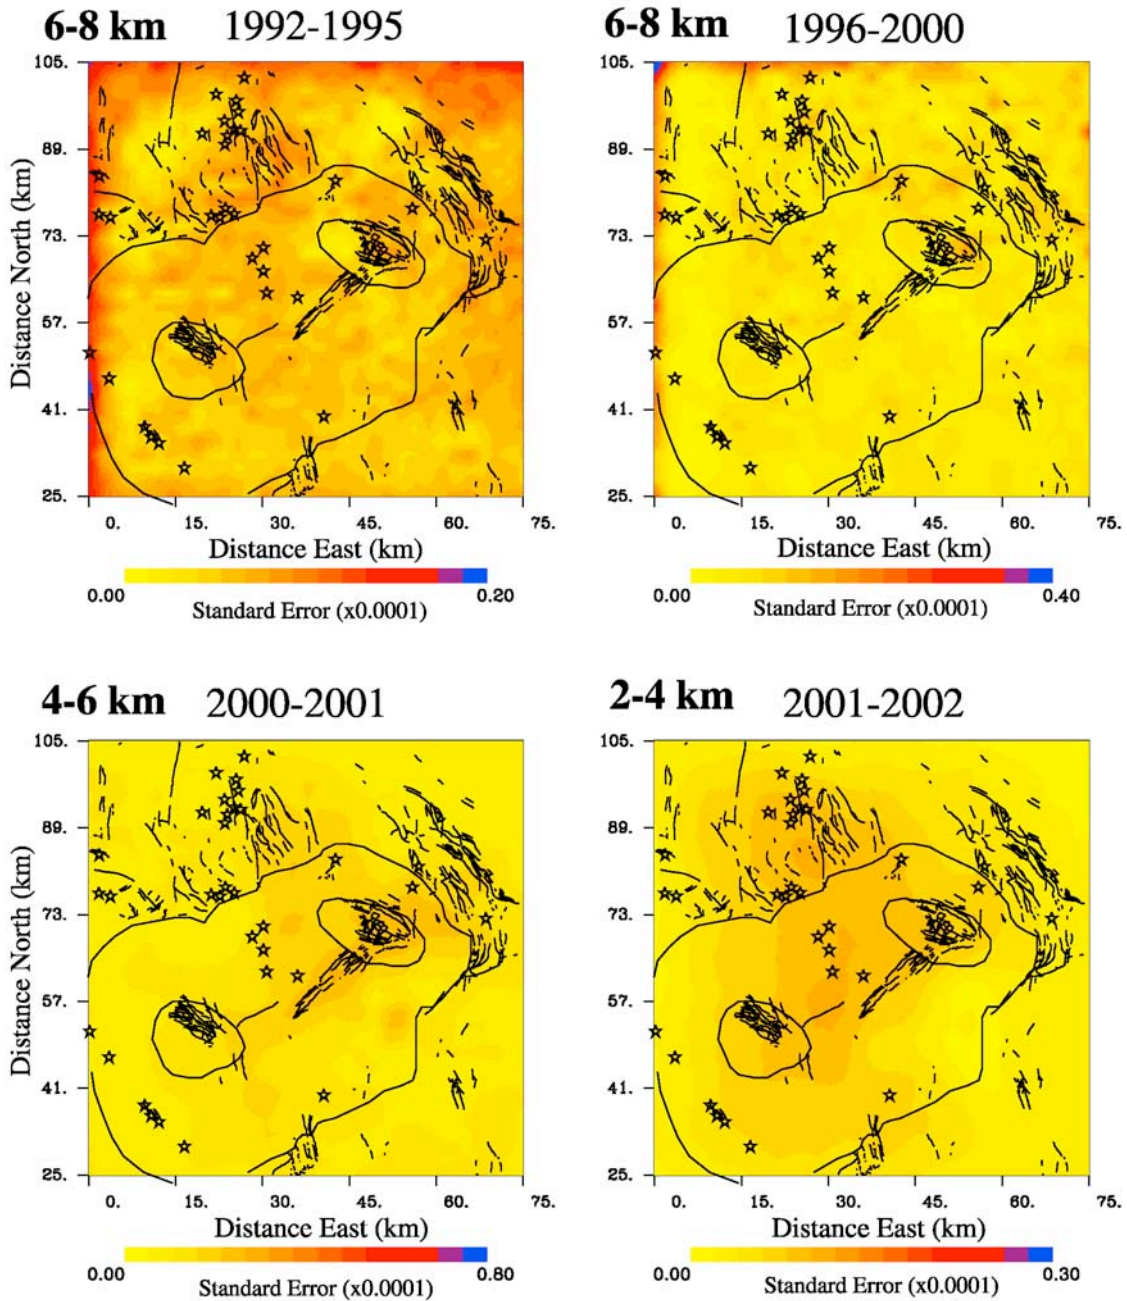 6-8 km 1992-1995
105.
89.
73.
57.
41.
25.
Distance North (km)
0. 15. 30. 45. 60. 75.
Distance East (km)
0.00 0.20
Standard Error (x0.0001)
6-8 km 1996-2000
105.
89.
73.
57.
41.
25.
0. 15. 30. 45. 60. 75.
Distance East (km)
0.00 0.40
Standard Error (x0.0001)
4-6 km 2000-2001
105.
89.
73.
57.
41.
25.
Distance North (km)
0. 15. 30. 45. 60. 75.
Distance East (km)
0.00 0.80
Standard Error (x0.0001)
2-4 km 2001-2002
105.
89.
73.
57.
41.
25.
0. 15. 30. 45. 60. 75.
Distance East (km)
0.00 0.30
Standard Error (x0.0001)